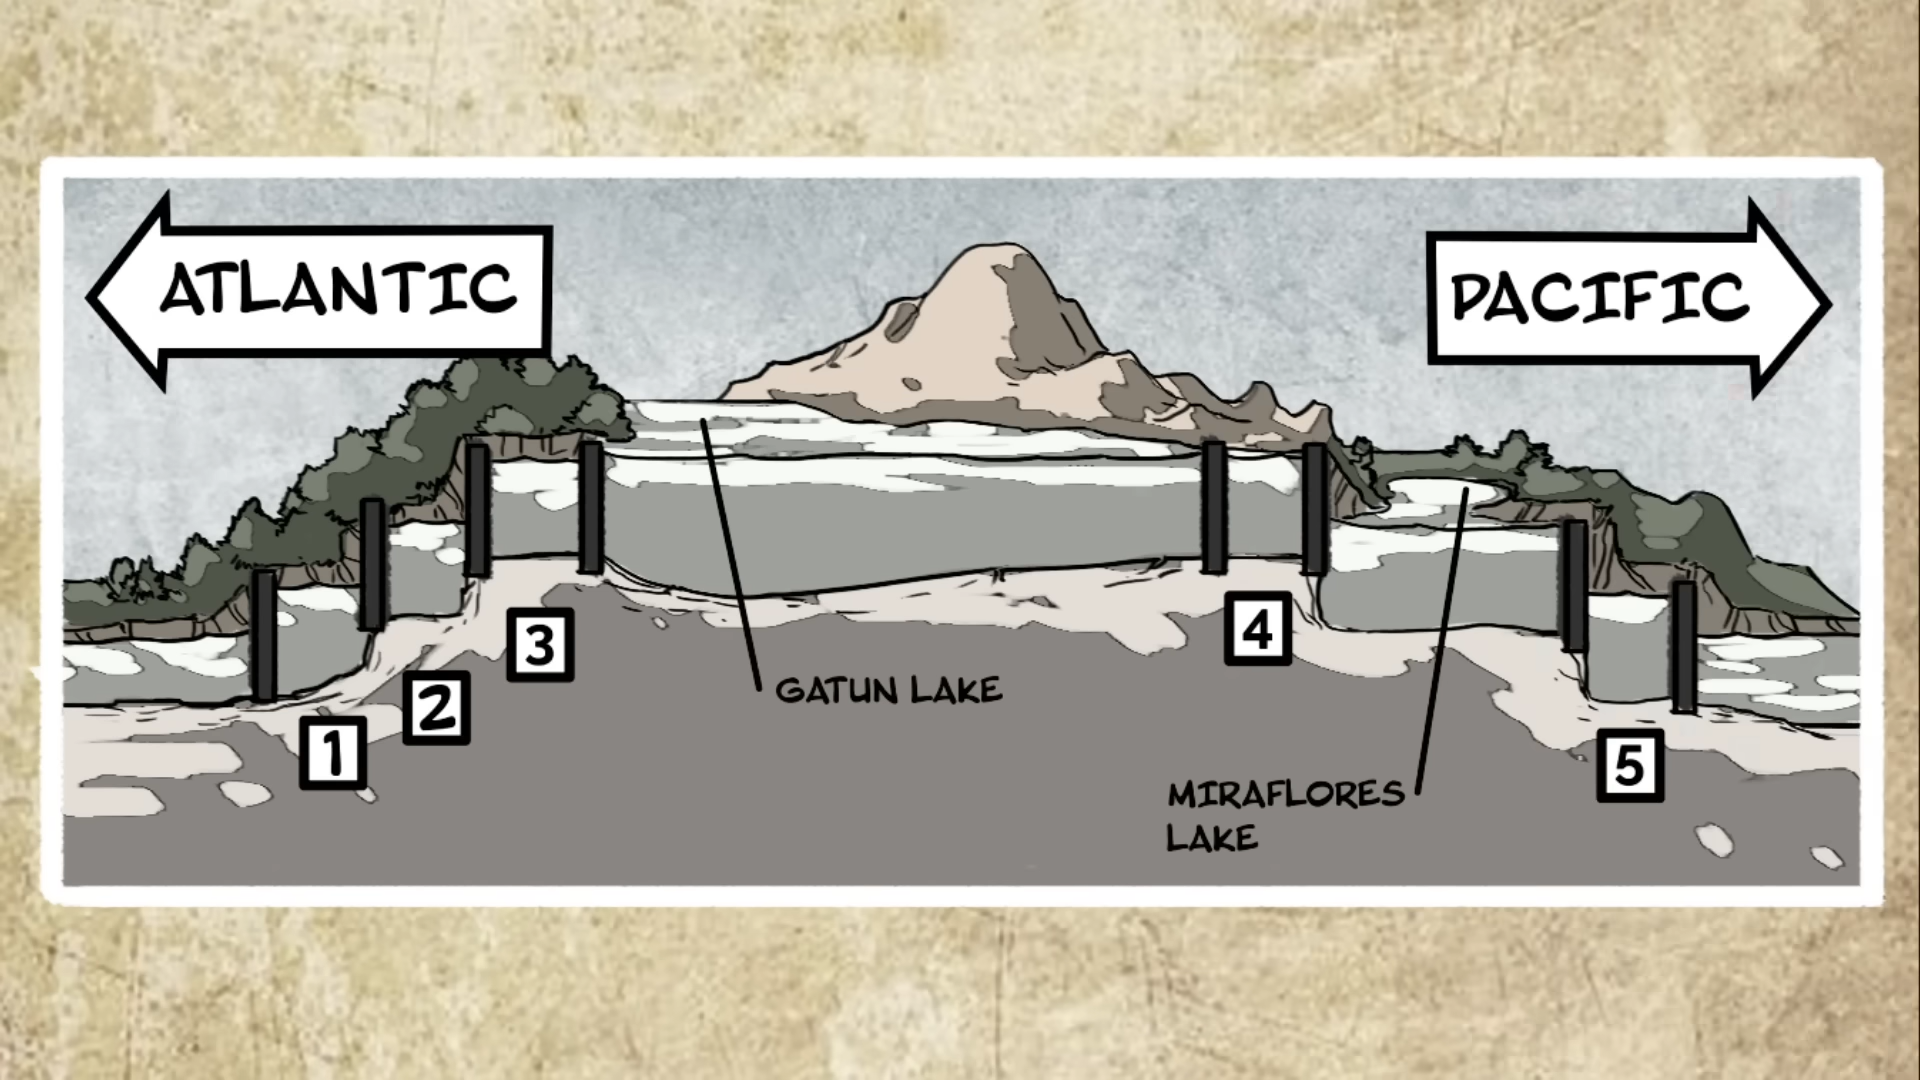 ATLANTIC
PACIFIC
1
2
3
4
5
GATUN LAKE
MIRAFLORES
LAKE